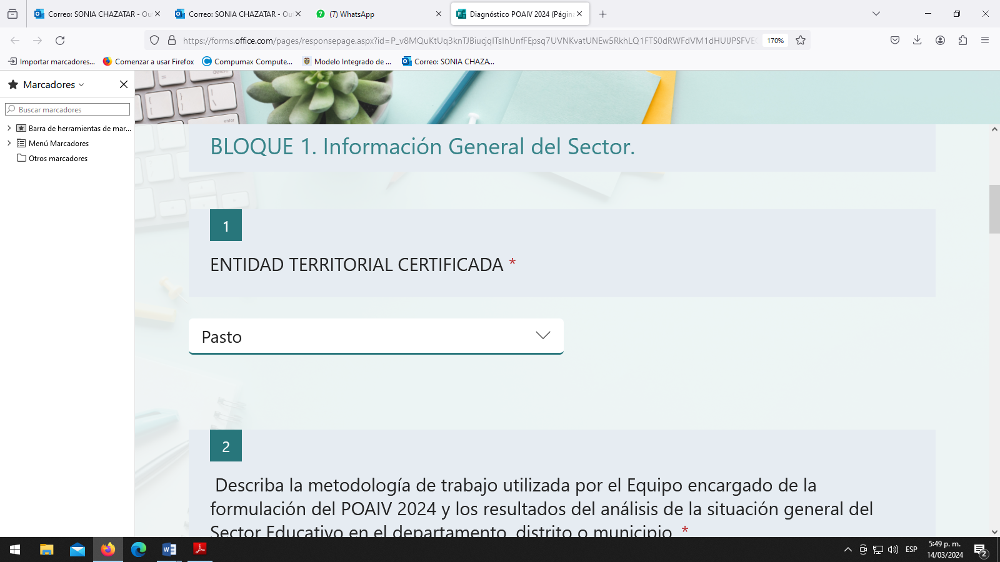 Correo: SONIA CHAZATAR - Ou
Correo: SONIA CHAZATAR - Ou
(7) WhatsApp
Diagnóstico POAIV 2024 (Págin
https://forms.office.com/pages/responsepage.aspx?id=P_v8MQuKtUq3knTJBiucjqITsIhUnfFEpsq7UVNKvatUNEw5RkhLQ1FTS0dRWFdVM1dHUIJPSFVEC
170%
Importar marcadores...
Comenzar a usar Firefox
Compumax Compute...
Modelo Integrado de ...
Correo: SONIA CHAZA...
Marcadores
Buscar marcadores
Barra de herramientas de mar...
Menú Marcadores
Otros marcadores
enter
BLOQUE 1. Información General del Sector.
1
ENTIDAD TERRITORIAL CERTIFICADA *
Pasto
2
Describa la metodología de trabajo utilizada por el Equipo encargado de la
formulación del POAIV 2024 y los resultados del análisis de la situación general del
Sector Educativo en el departamento, distrito o municipio. *
ESP
5:49 p. m.
14/03/2024
2